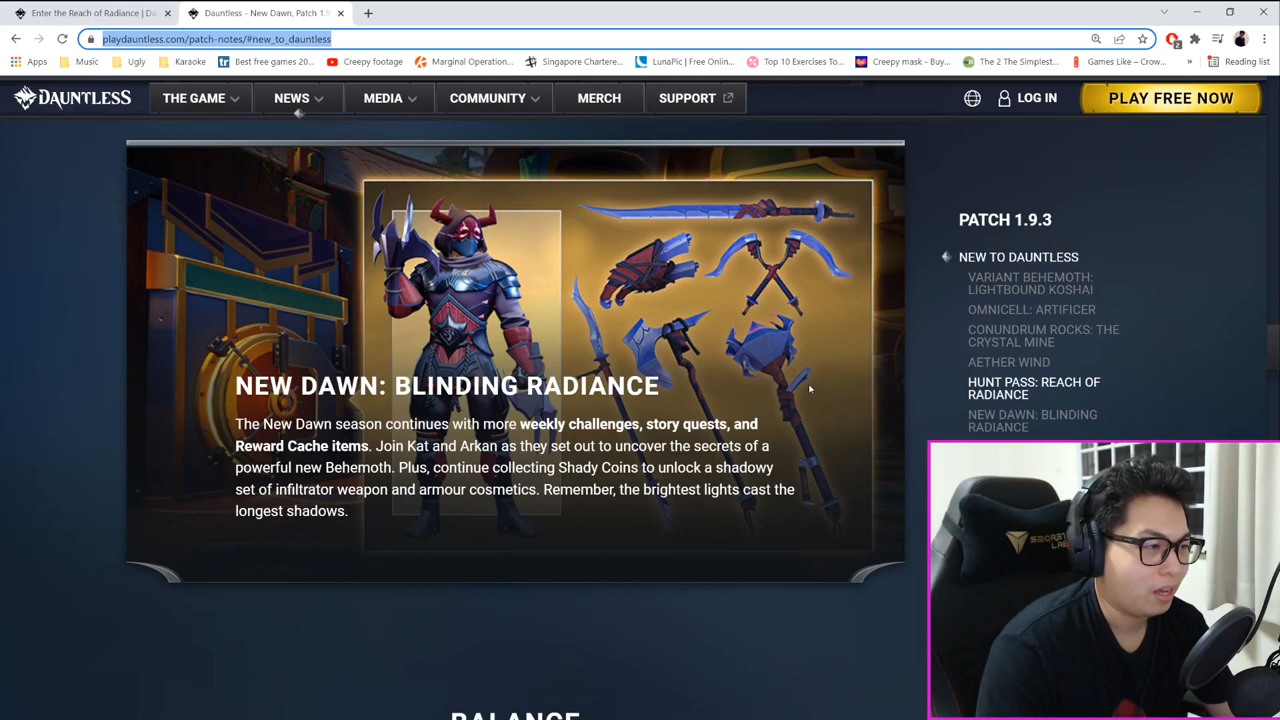 Enter the Reach of Radiance | Da
Dauntless - New Dawn, Patch 1.9
playdauntless.com/patch-notes/#new_to_dauntless
Apps
Music
Ugly
Karaoke
Best free games 20...
Creepy footage
Marginal Operation...
Singapore Chartere...
LunaPic | Free Onlin...
Top 10 Exercises To...
Creepy mask - Buy...
The 2 The Simplest...
Games Like – Crow...
»
Reading list
DAUNTLESS
THE GAME
NEWS
MEDIA
COMMUNITY
MERCH
SUPPORT
LOG IN
PLAY FREE NOW
NEW DAWN: BLINDING RADIANCE
The New Dawn season continues with more weekly challenges, story quests, and
Reward Cache items. Join Kat and Arkan as they set out to uncover the secrets of a
powerful new Behemoth. Plus, continue collecting Shady Coins to unlock a shadowy
set of infiltrator weapon and armour cosmetics. Remember, the brightest lights cast the
longest shadows.
PATCH 1.9.3
NEW TO DAUNTLESS
VARIANT BEHEMOTH:
LIGHTBOUND KOSHAI
OMNICELL: ARTIFICER
CONUNDRUM ROCKS: THE
CRYSTAL MINE
AETHER WIND
HUNT PASS: REACH OF
RADIANCE
NEW DAWN: BLINDING
RADIANCE
BALANCE